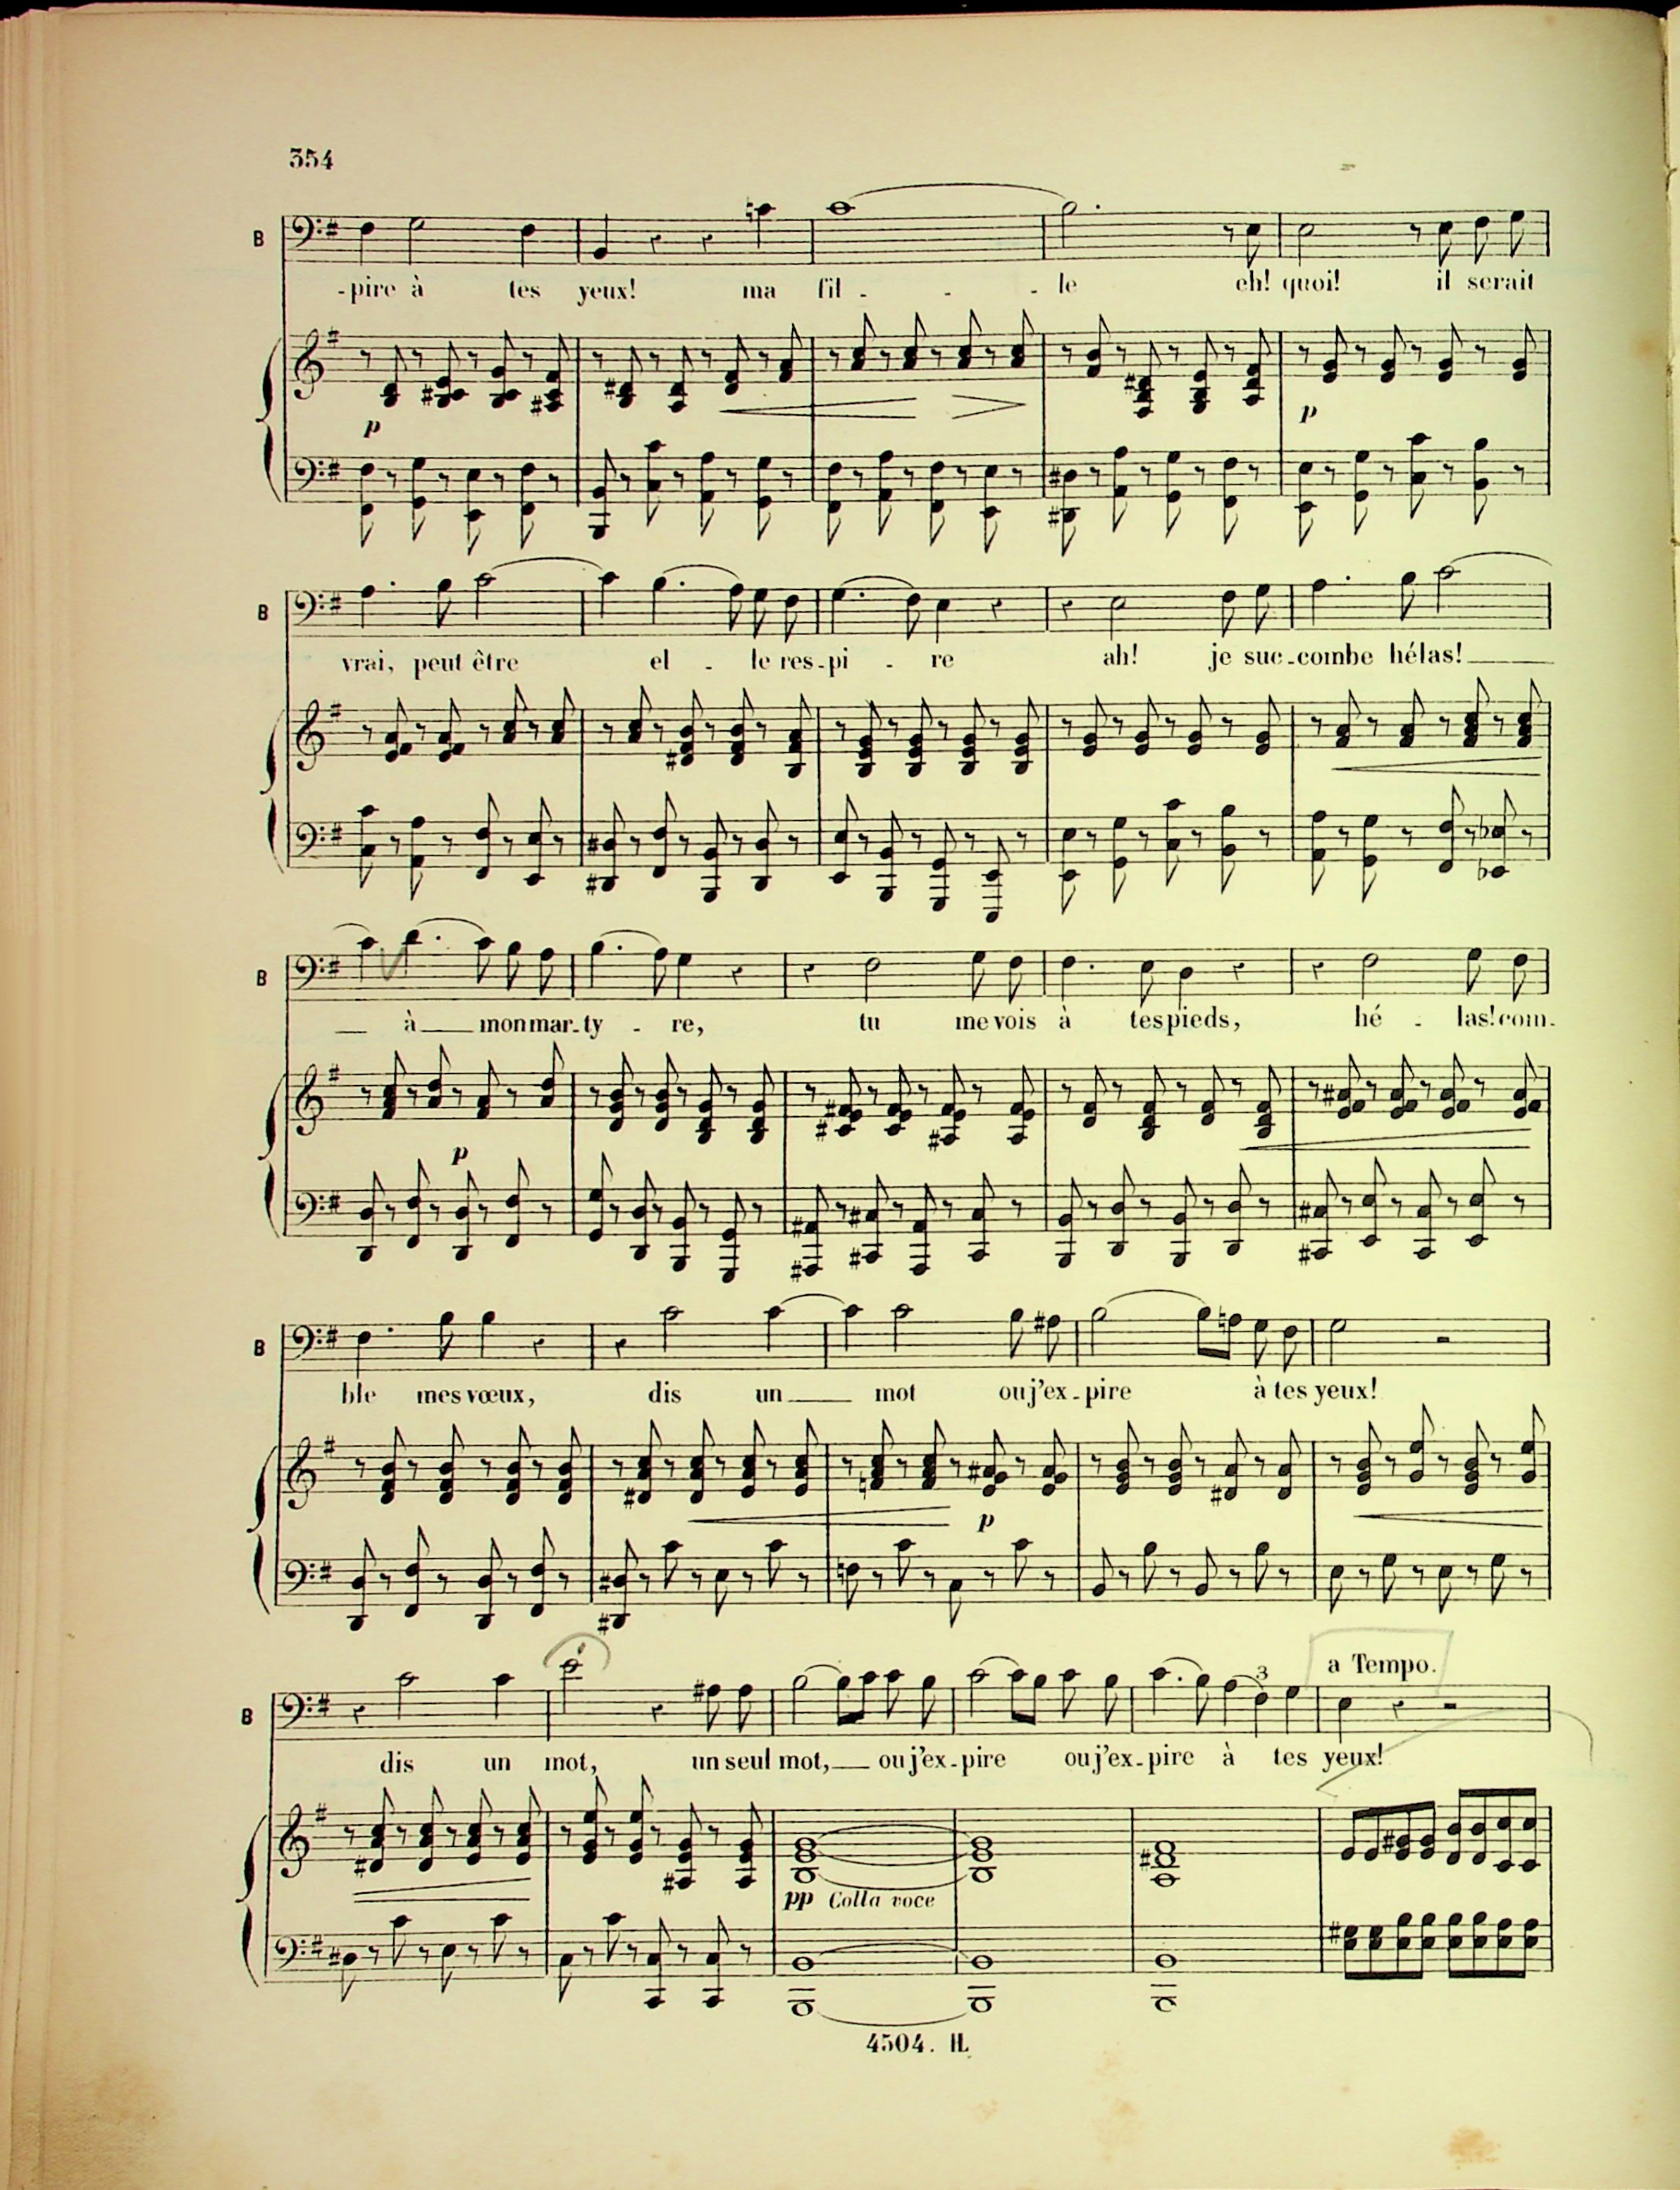 354
B
-pire à tes yeux! ma fil - - - le eh! quoi! il serait
p p
B
vrai, peut être el - le res-pi - re ah! je suc-combe hélas!
B
à mon mar-ty - re, tu me vois à tes pieds, hé - las! com-
p
B
ble mes vœux, dis un mot ou j'ex-pire à tes yeux!
p
a Tempo.
3
B
dis un mot, un seul mot, ou j'ex-pire ou j'ex-pire à tes yeux!
pp Colla voce
4504. H.